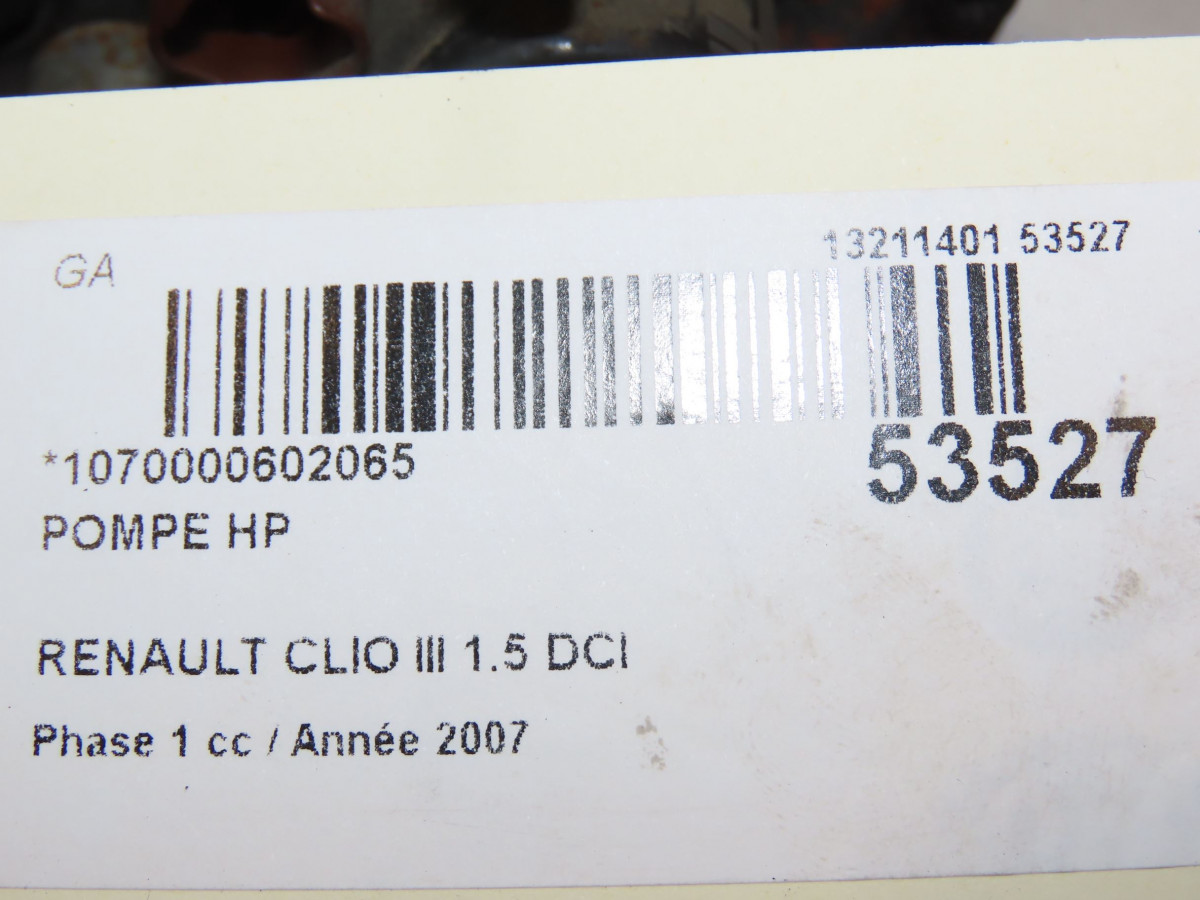 GA
13211401 53527
*1070000602065
53527
POMPE HP
RENAULT CLIO III 1.5 DCI
Phase 1 cc / Année 2007